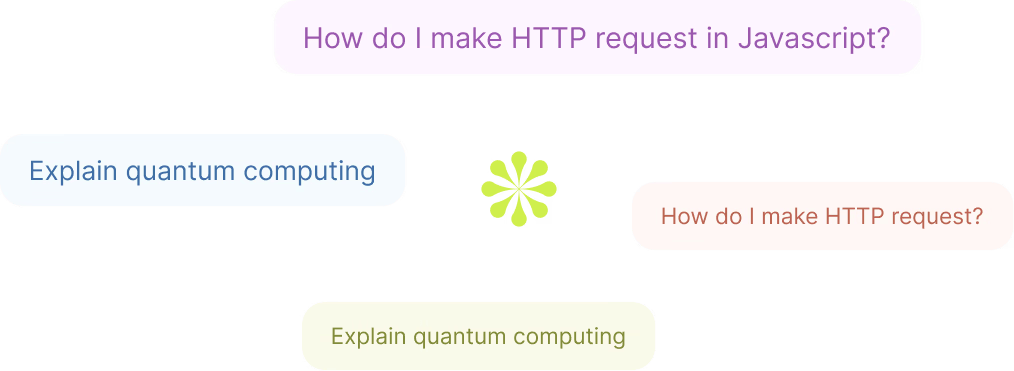 How do I make HTTP request in Javascript?
Explain quantum computing
How do I make HTTP request?
Explain quantum computing